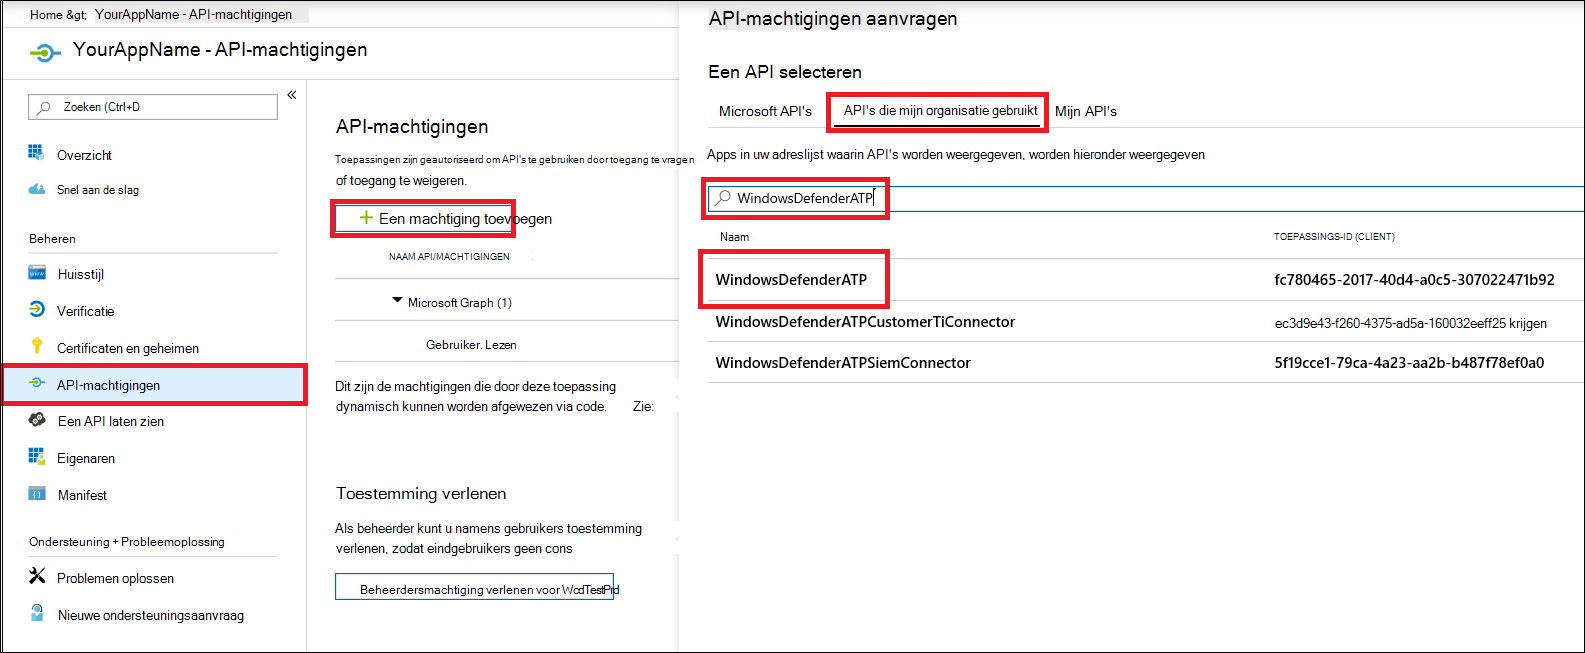 Home &gt; YourAppName - API-machtigingen
YourAppName - API-machtigingen
Zoeken (Ctrl+D
«
Overzicht
Snel aan de slag
Beheren
Huisstijl
Verificatie
Certificaten en geheimen
API-machtigingen
Een API laten zien
Eigenaren
Manifest
Ondersteuning + Probleemoplossing
Problemen oplossen
Nieuwe ondersteuningsaanvraag
API-machtigingen
Toepassingen zijn geautoriseerd om API's te gebruiken door toegang te vragen
of toegang te weigeren.
Een machtiging toevoegen
NAAM API/MACHTIGINGEN
Microsoft Graph (1)
Gebruiker. Lezen
Dit zijn de machtigingen die door deze toepassing
dynamisch kunnen worden afgewezen via code. Zie:
Toestemming verlenen
Als beheerder kunt u namens gebruikers toestemming
verlenen, zodat eindgebruikers geen cons
Beheerdersmachtiging verlenen voor WcdTestPrd
API-machtigingen aanvragen
Een API selecteren
Microsoft API's API's die mijn organisatie gebruikt Mijn API's
Apps in uw adreslijst waarin API's worden weergegeven, worden hieronder weergegeven
WindowsDefenderATP
Naam TOEPASSINGS-ID (CLIENT)
WindowsDefenderATP fc780465-2017-40d4-a0c5-307022471b92
WindowsDefenderATPCustomerTiConnector ec3d9e43-f260-4375-ad5a-160032eeff25 krijgen
WindowsDefenderATPSiemConnector 5f19cce1-79ca-4a23-aa2b-b487f78ef0a0